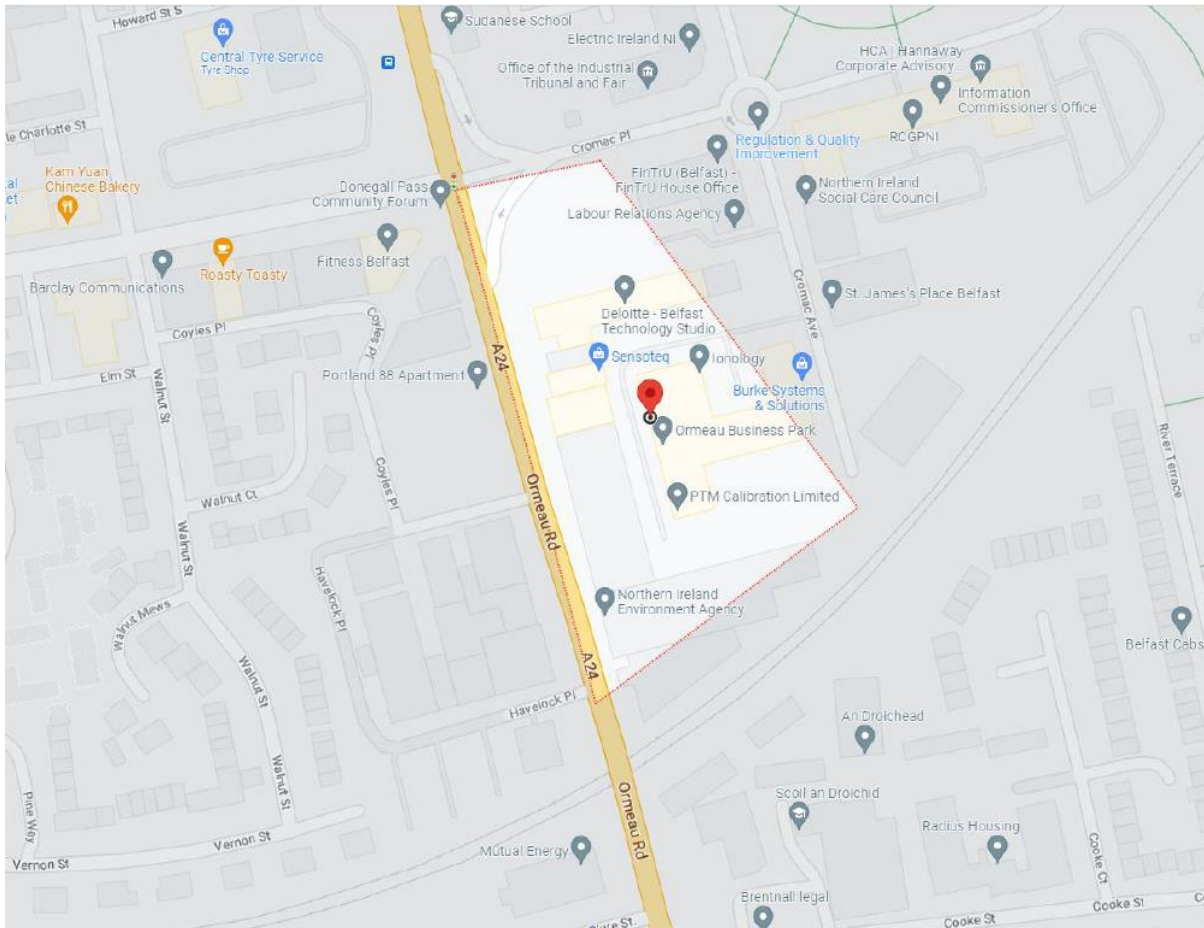 Howard St S
Sudanese School
Central Tyre Service
Tyre Shop
Electric Ireland NI
Office of the Industrial
Tribunal and Fair...
HCA | Hannaway
Corporate Advisory...
Information
Commissioner's Office
RCGPNI
le Charlotte St
Cromac Pl
Regulation & Quality
Improvement
Kam Yuan
Chinese Bakery
Donegall Pass
Community Forum
FinTrU (Belfast) -
FinTrU House Office
Northern Ireland
Social Care Council
Labour Relations Agency
Fitness Belfast
Roasty Toasty
Barclay Communications
Cromac Ave
St. James's Place Belfast
Coyles Pl
Deloitte - Belfast
Technology Studio
Coyles Pl
A24
Sensoteq
Ionology
Elm St
Portland 88 Apartment
Burke Systems
& Solutions
Walnut St
Ormeau Business Park
River Terrace
Coyles Pl
Walnut Ct
PTM Calibration Limited
Ormeau Rd
Walnut St
Havelock Pl
Northern Ireland
Environment Agency
Walnut Mews
Belfast Cabs
Walnut St
A24
Havelock Pl
An Droichead
Walnut St
Pine Way
Scoil an Droichid
Radius Housing
Vernon St
Vernon St
Mutual Energy
Ormeau Rd
Cooke Ct
Brentnall legal
Cooke St
Cooke St